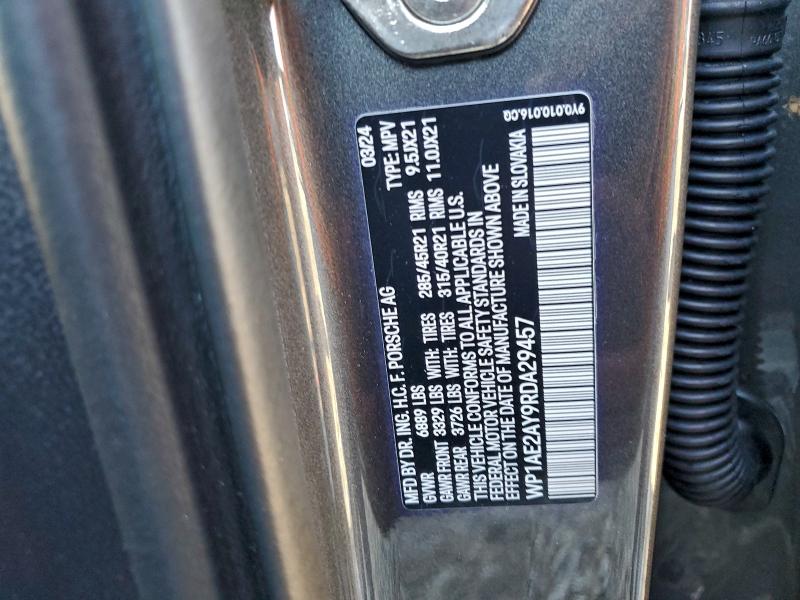 MFD BY DR. ING. H.C. F. PORSCHE AG 03/24
GVWR 6889 LBS TYPE: MPV
GAWR FRONT 3329 LBS WITH: TIRES 285/45R21 RIMS 9.5JX21
GAWR REAR 3726 LBS WITH: TIRES 315/40R21 RIMS 11.0JX21
THIS VEHICLE CONFORMS TO ALL APPLICABLE U.S.
FEDERAL MOTOR VEHICLE SAFETY STANDARDS IN
EFFECT ON THE DATE OF MANUFACTURE SHOWN ABOVE
WP1AE2AY9RDA29457 MADE IN SLOVAKIA
9Y0.010.016.CQ